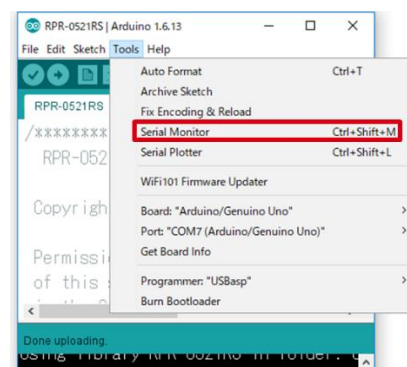 RPR-0521RS | Arduino 1.6.13
File Edit Sketch Tools Help
Auto Format Ctrl+T
Archive Sketch
RPR-0521RS
Fix Encoding & Reload
/********
Serial Monitor Ctrl+Shift+M
RPR-052
Serial Plotter Ctrl+Shift+L
WiFi101 Firmware Updater
Copyrigh
Board: "Arduino/Genuino Uno"
Port: "COM7 (Arduino/Genuino Uno)"
Get Board Info
Permissi
of this
Programmer: "USBasp"
Burn Bootloader
Done uploading.